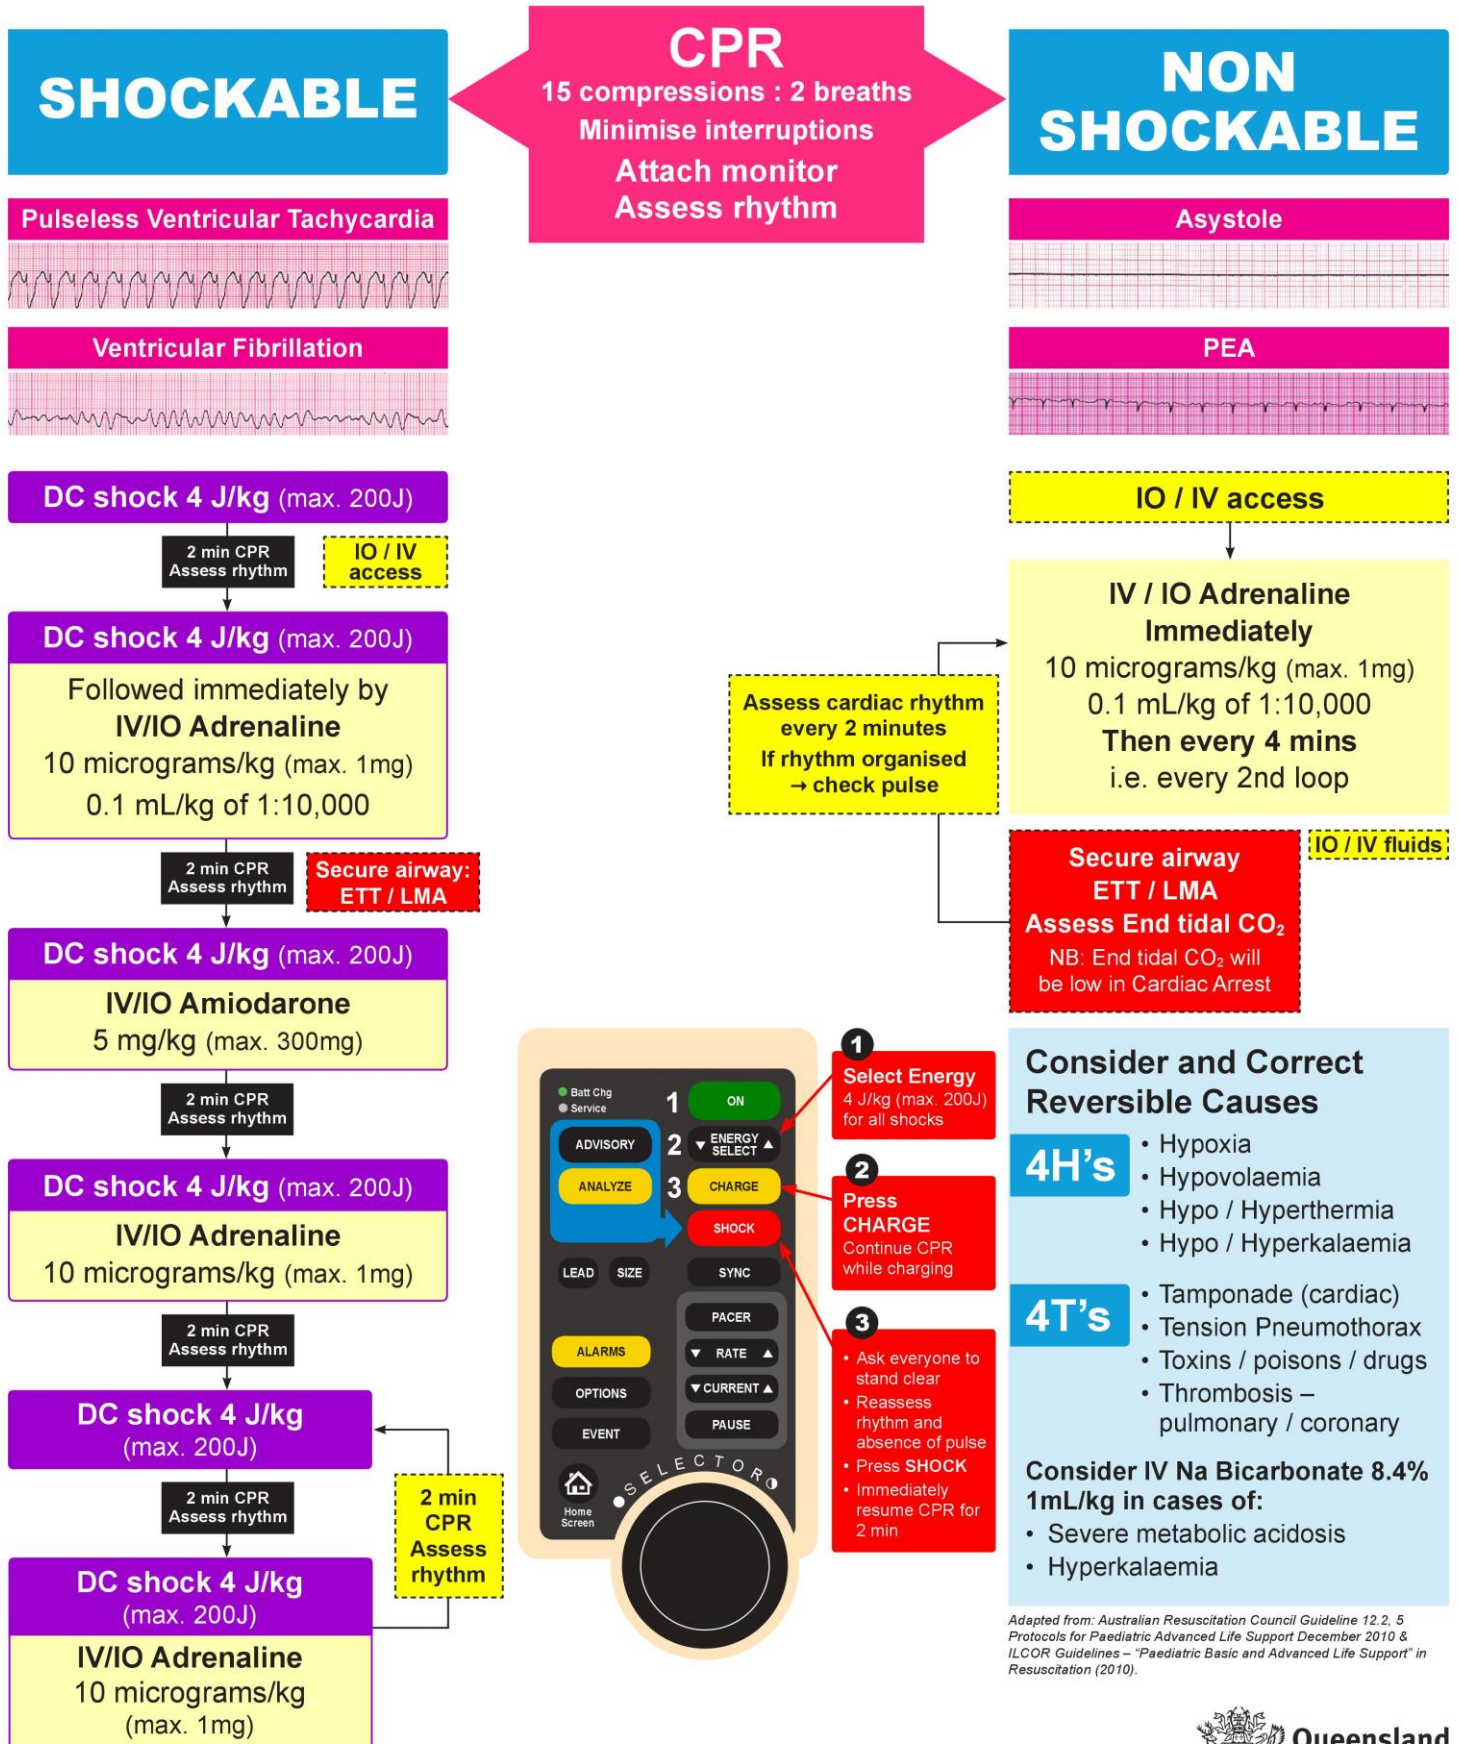 CPR
15 compressions : 2 breaths
Minimise interruptions
Attach monitor
Assess rhythm
SHOCKABLE
Pulseless Ventricular Tachycardia
Ventricular Fibrillation
DC shock 4 J/kg (max. 200J)
2 min CPR
Assess rhythm
IO / IV
access
DC shock 4 J/kg (max. 200J)
Followed immediately by
IV/IO Adrenaline
10 micrograms/kg (max. 1mg)
0.1 mL/kg of 1:10,000
2 min CPR
Assess rhythm
Secure airway:
ETT / LMA
DC shock 4 J/kg (max. 200J)
IV/IO Amiodarone
5 mg/kg (max. 300mg)
2 min CPR
Assess rhythm
DC shock 4 J/kg (max. 200J)
IV/IO Adrenaline
10 micrograms/kg (max. 1mg)
2 min CPR
Assess rhythm
DC shock 4 J/kg
(max. 200J)
2 min CPR
Assess rhythm
2 min
CPR
Assess
rhythm
DC shock 4 J/kg
(max. 200J)
IV/IO Adrenaline
10 micrograms/kg
(max. 1mg)
NON
SHOCKABLE
Asystole
PEA
IO / IV access
IV / IO Adrenaline
Immediately
10 micrograms/kg (max. 1mg)
0.1 mL/kg of 1:10,000
Then every 4 mins
i.e. every 2nd loop
Assess cardiac rhythm
every 2 minutes
If rhythm organised
→ check pulse
Secure airway
ETT / LMA
Assess End tidal CO₂
NB: End tidal CO₂ will
be low in Cardiac Arrest
IO / IV fluids
Batt Chg
Service
1 ON
ADVISORY
2 ▼ ENERGY SELECT ▲
ANALYZE
3 CHARGE
SHOCK
LEAD SIZE
SYNC
PACER
ALARMS
▼ RATE ▲
OPTIONS
▼ CURRENT ▲
EVENT
PAUSE
SELECTOR
Home
Screen
1
Select Energy
4 J/kg (max. 200J)
for all shocks
2
Press
CHARGE
Continue CPR
while charging
3
• Ask everyone to
stand clear
• Reassess
rhythm and
absence of pulse
• Press SHOCK
• Immediately
resume CPR for
2 min
Consider and Correct
Reversible Causes
4H's
• Hypoxia
• Hypovolaemia
• Hypo / Hyperthermia
• Hypo / Hyperkalaemia
4T's
• Tamponade (cardiac)
• Tension Pneumothorax
• Toxins / poisons / drugs
• Thrombosis –
pulmonary / coronary
Consider IV Na Bicarbonate 8.4%
1mL/kg in cases of:
• Severe metabolic acidosis
• Hyperkalaemia
Adapted from: Australian Resuscitation Council Guideline 12.2, 5
Protocols for Paediatric Advanced Life Support December 2010 &
ILCOR Guidelines – "Paediatric Basic and Advanced Life Support" in
Resuscitation (2010).
Queensland